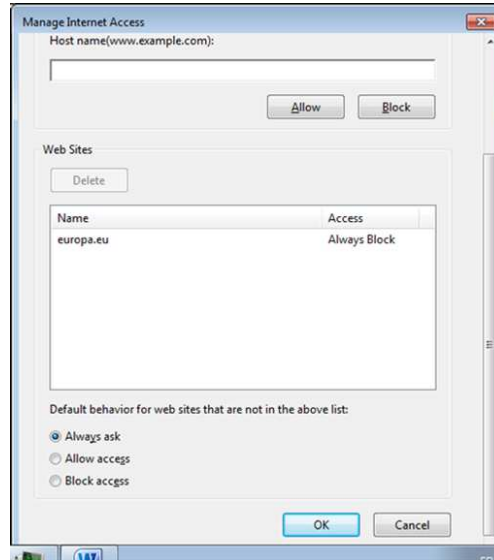 Manage Internet Access
Host name(www.example.com):
Allow Block
Web Sites
Delete
Name Access
europa.eu Always Block
Default behavior for web sites that are not in the above list:
Always ask
Allow access
Block access
OK Cancel